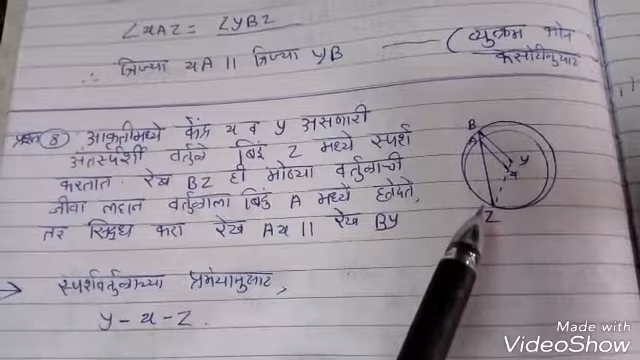 ∠xAZ = ∠YBZ
∴ त्रिज्या xA || त्रिज्या YB —— (व्युत्क्रम कोन
कसोटीनुसार
प्रश्न 8) आकृतीमध्ये केंद्र x व y असणारी
अंतस्पर्शी वर्तुळे बिंदू Z मध्ये स्पर्श
करतात. रेख BZ ही मोठ्या वर्तुळाची
जीवा लहान वर्तुळाला बिंदू A मध्ये छेदते,
तर सिद्ध करा रेख Ax || रेख BY
B
Y
x
Z
→ स्पर्शवर्तुळाच्या प्रमेयानुसार,
y - x - Z.
Made with
VideoShow